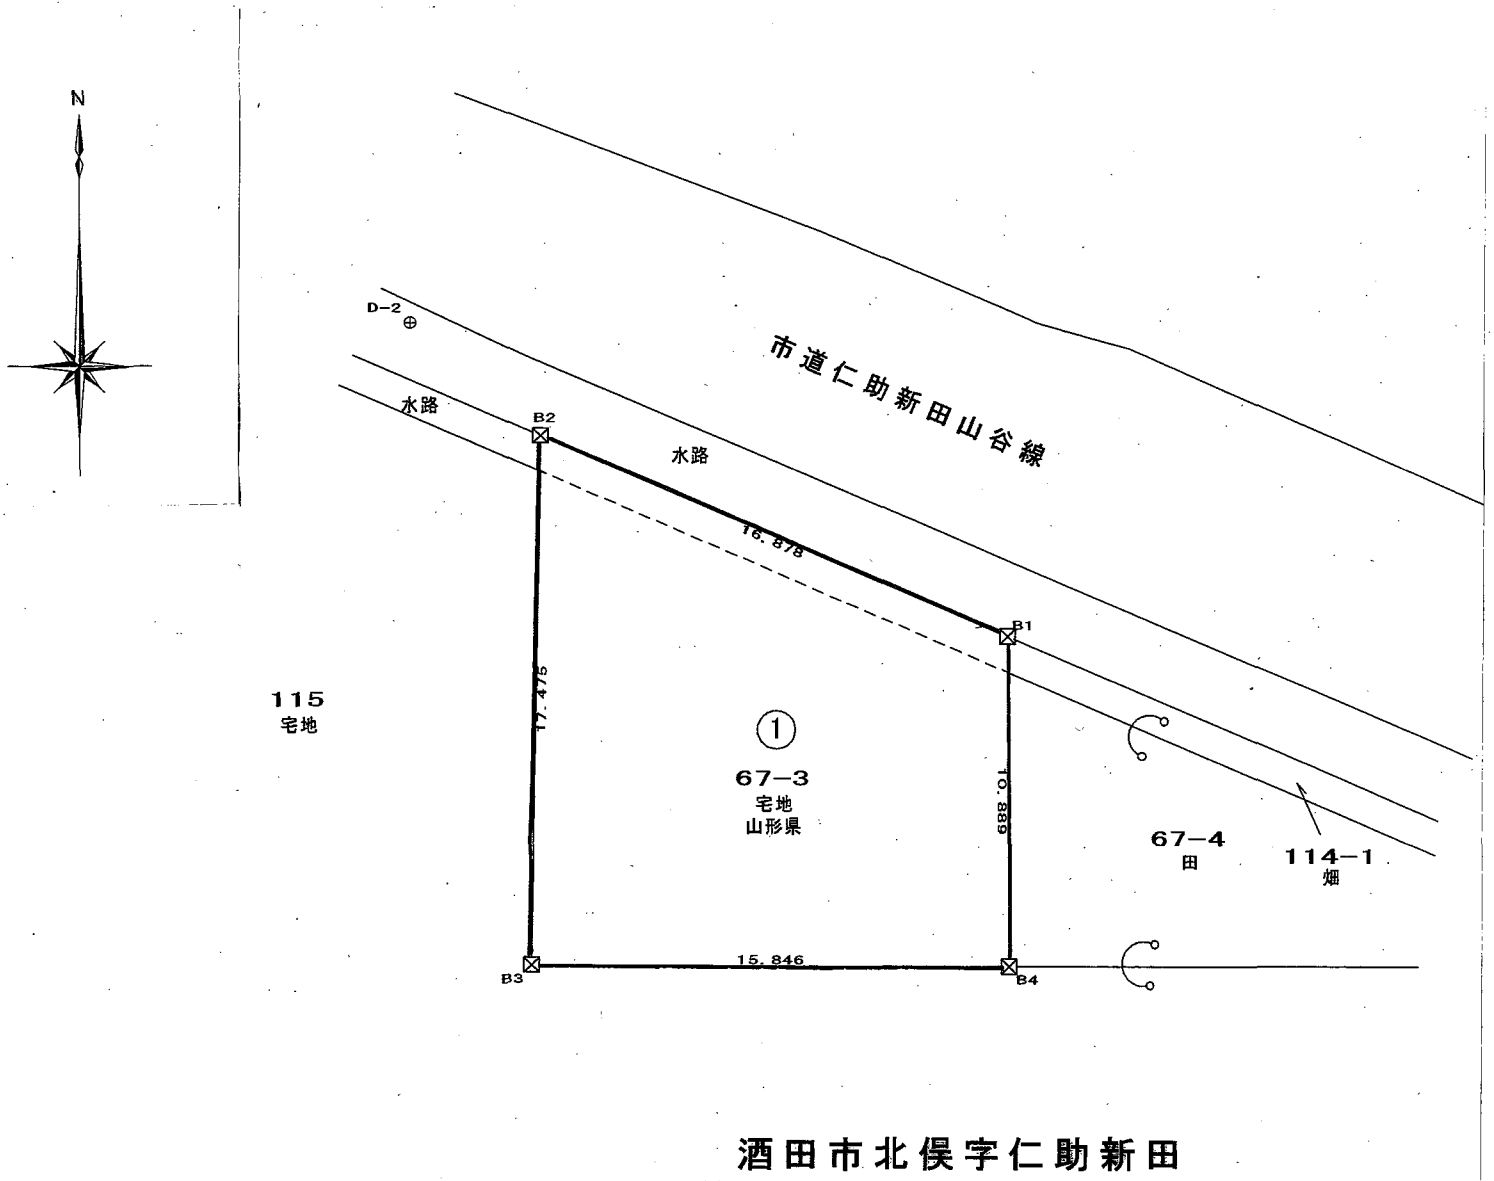 N
D-2
市道仁助新田山谷線
水路
B2
水路
16.878
B1
17.475
115
宅地
1
67-3
宅地
山形県
10.889
67-4
田
114-1
畑
15.846
B3
B4
酒田市北俣字仁助新田